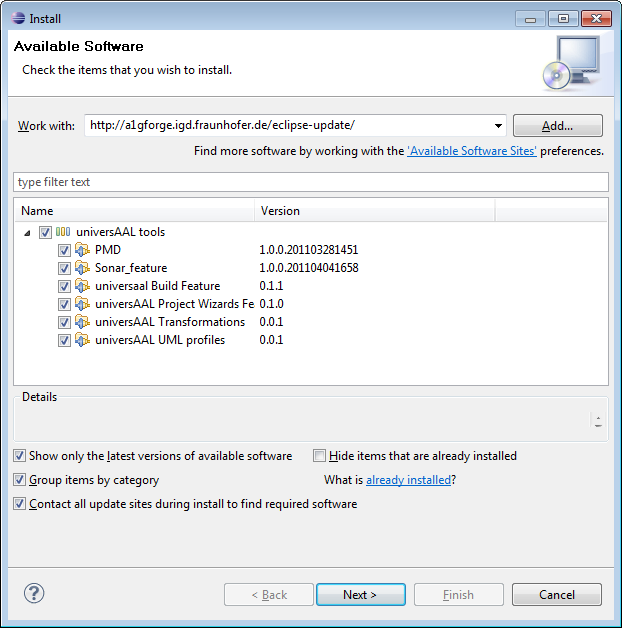 Install
Available Software
Check the items that you wish to install.
Work with: http://a1gforge.igd.fraunhofer.de/eclipse-update/ Add...
Find more software by working with the 'Available Software Sites' preferences.
type filter text
Name Version
universAAL tools
PMD 1.0.0.201103281451
Sonar_feature 1.0.0.201104041658
universaal Build Feature 0.1.1
universAAL Project Wizards Fe 0.1.0
universAAL Transformations 0.0.1
universAAL UML profiles 0.0.1
Details
Show only the latest versions of available software Hide items that are already installed
Group items by category What is already installed?
Contact all update sites during install to find required software
? < Back Next > Finish Cancel